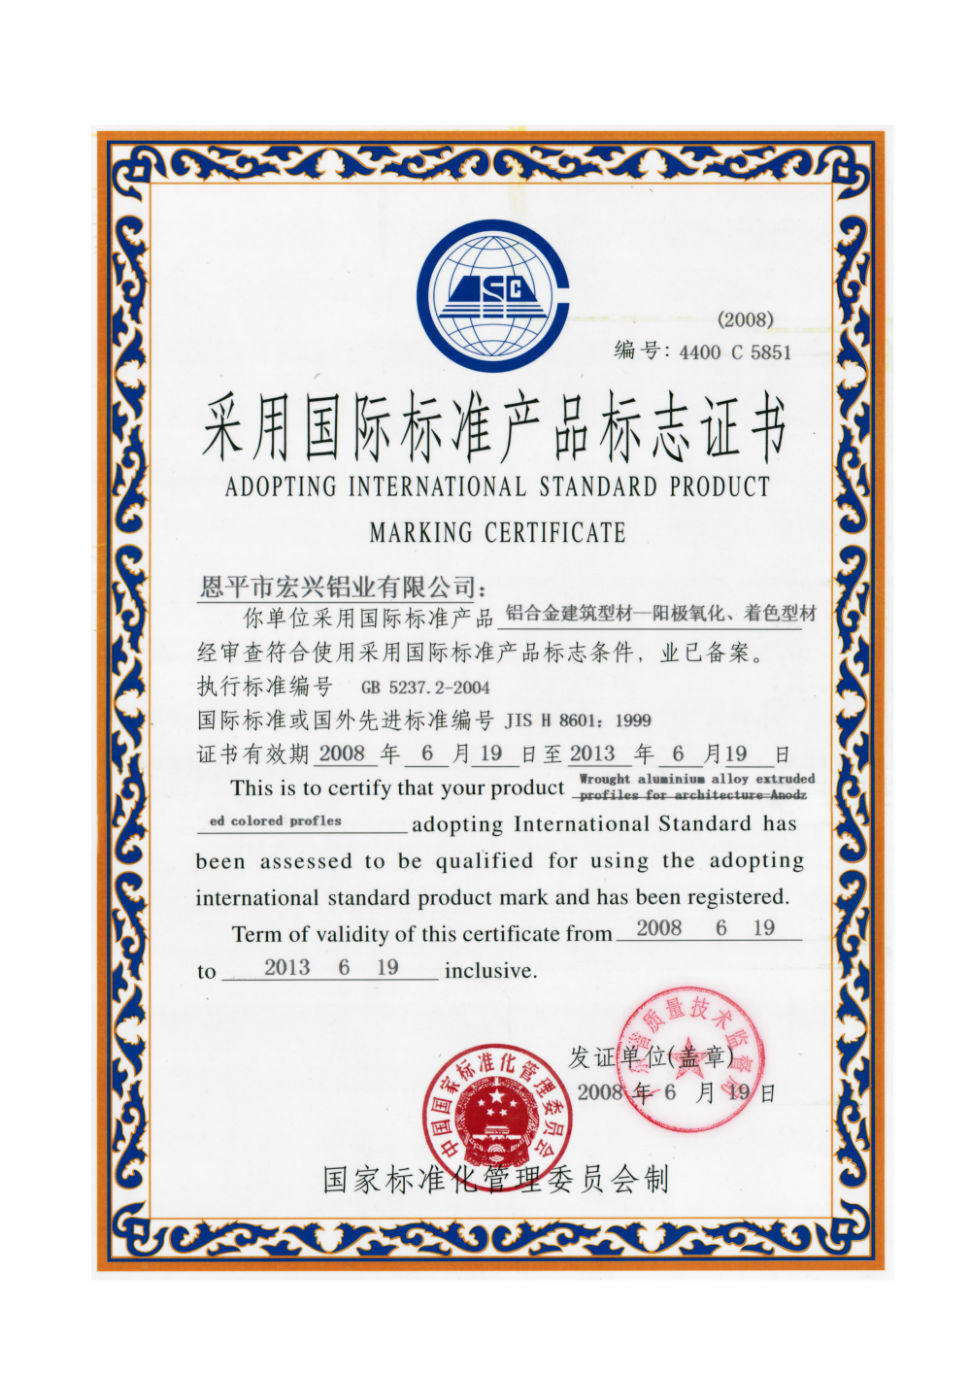 (2008)
编号: 4400 C 5851
采用国际标准产品标志证书
ADOPTING INTERNATIONAL STANDARD PRODUCT
MARKING CERTIFICATE
恩平市宏兴铝业有限公司:
你单位采用国际标准产品 铝合金建筑型材—阳极氧化、着色型材
经审查符合使用采用国际标准产品标志条件，业已备案。
执行标准编号 GB 5237.2-2004
国际标准或国外先进标准编号 JIS H 8601: 1999
证书有效期 2008 年 6 月 19 日至 2013 年 6 月 19 日
This is to certify that your product Wrought aluminium alloy extruded
profiles for architecture-Anodz
ed colored profles adopting International Standard has
been assessed to be qualified for using the adopting
international standard product mark and has been registered.
Term of validity of this certificate from 2008 6 19
to 2013 6 19 inclusive.
省质量技术监督局
发证单位(盖章)
2008 年 6 月 19 日
中国国家标准化管理委员会
国家标准化管理委员会制